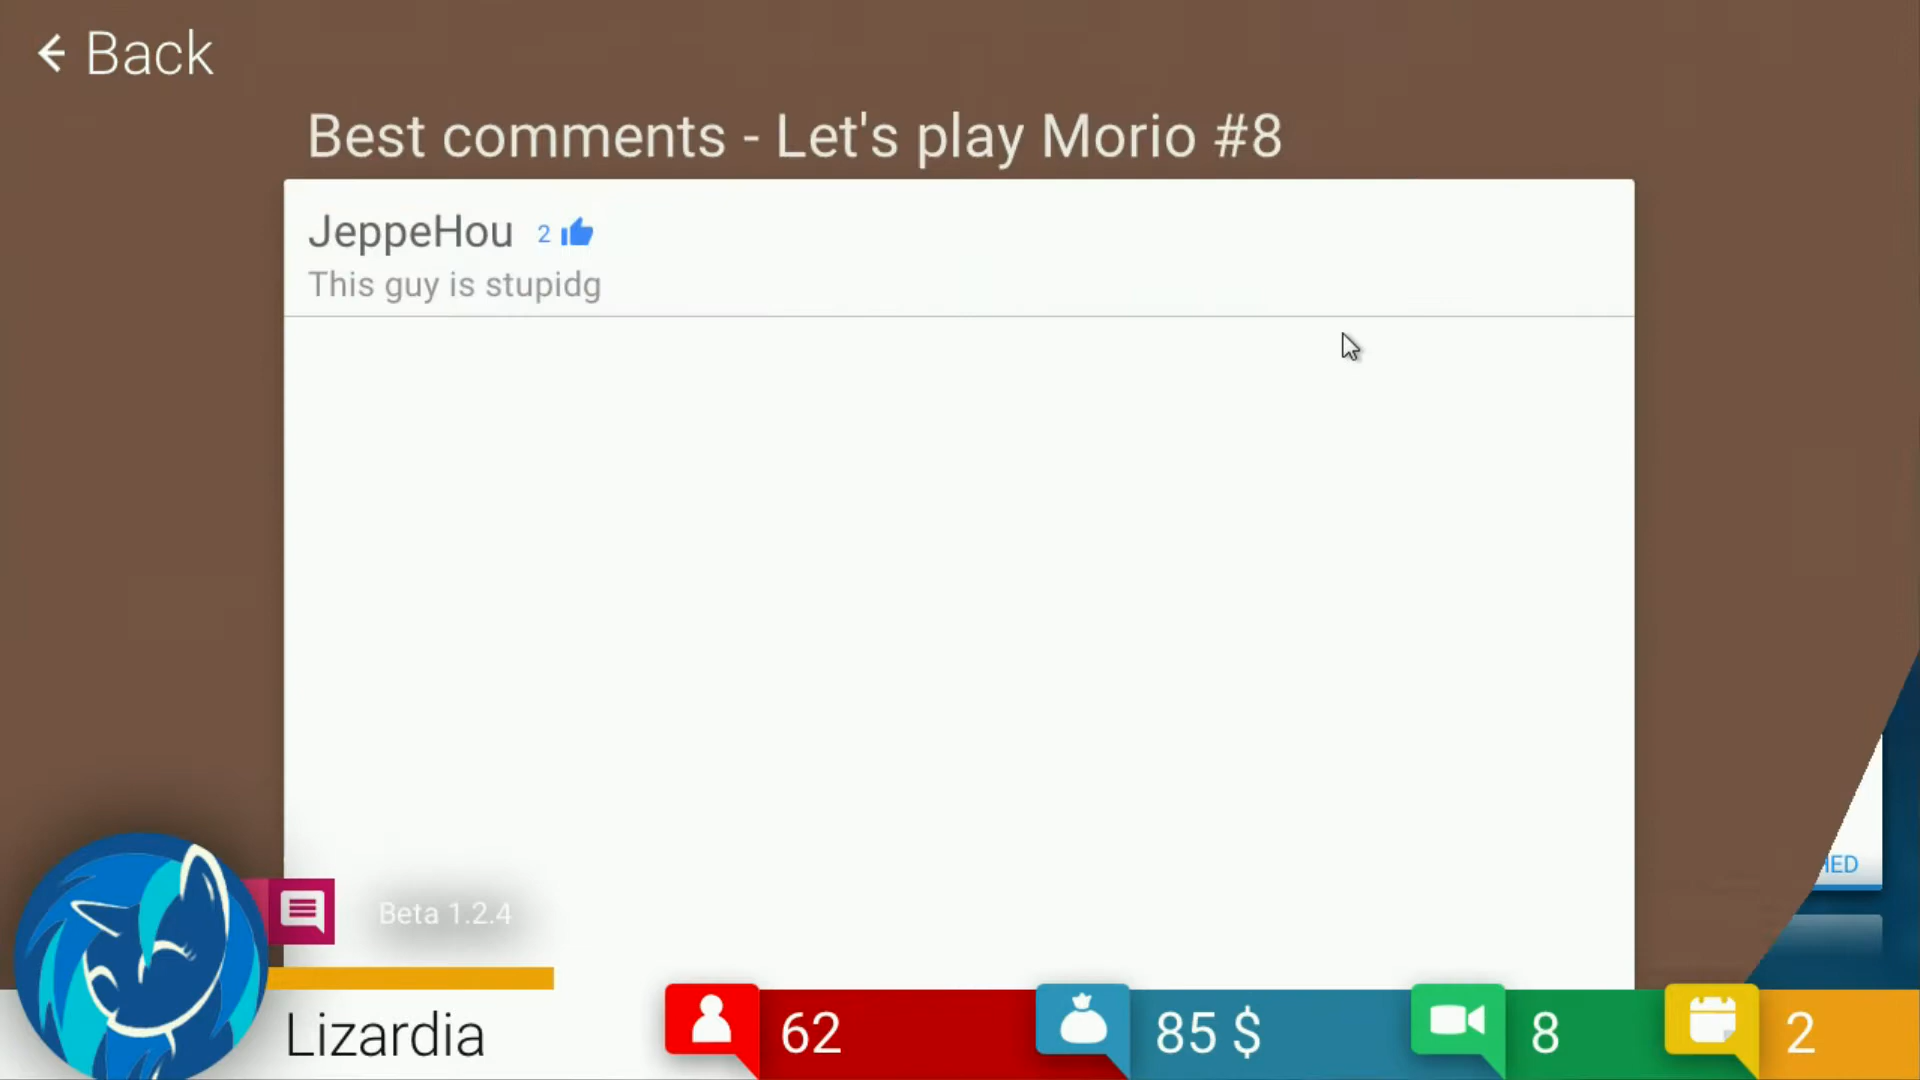 Back
Best comments - Let's play Morio #8
JeppeHou 2
This guy is stupidg
HED
Beta 1.2.4
Lizardia
62
85 $
8
2